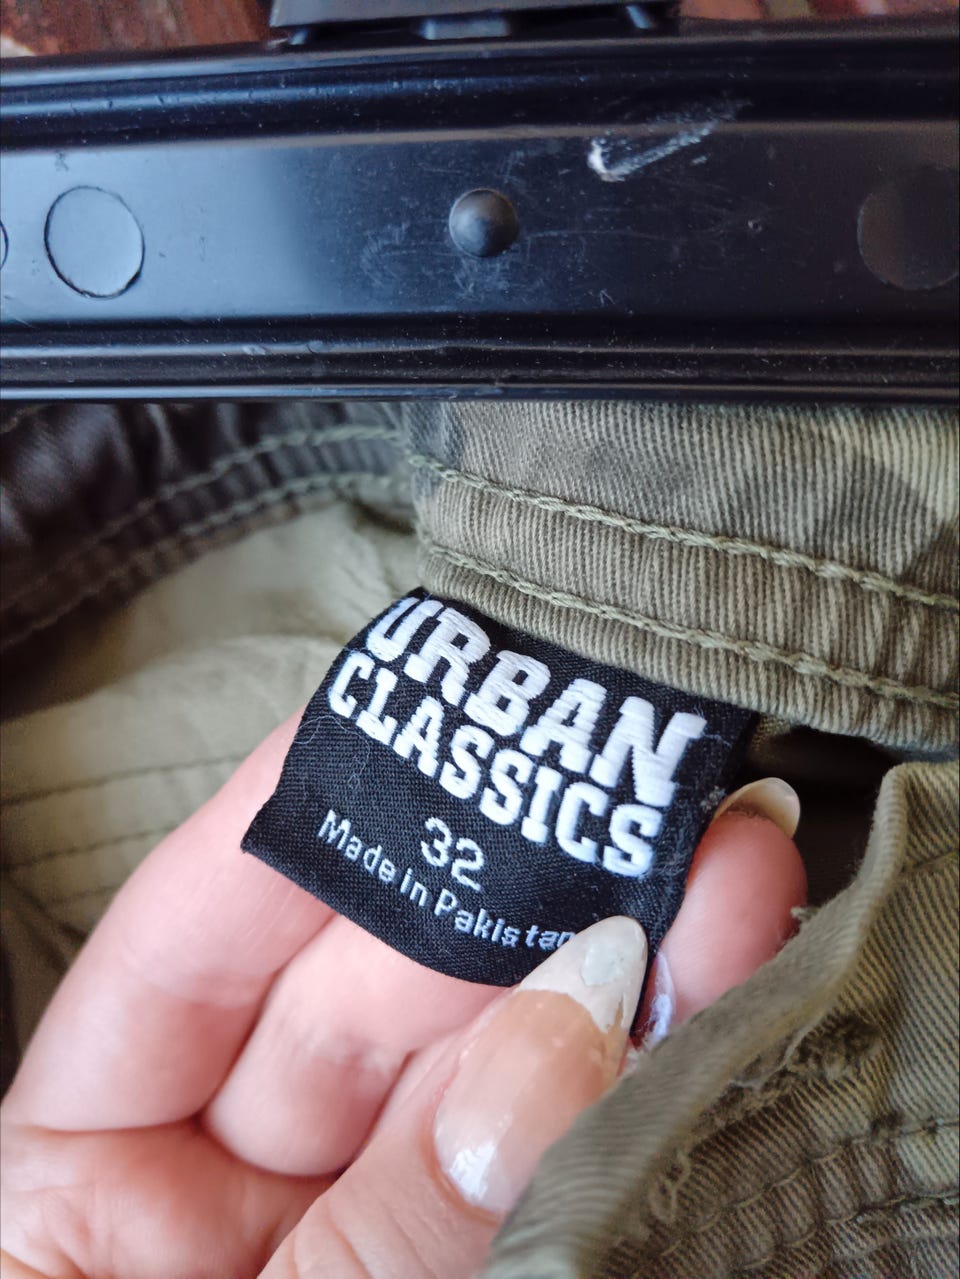 URBAN
CLASSICS
32
Made in Pakistan